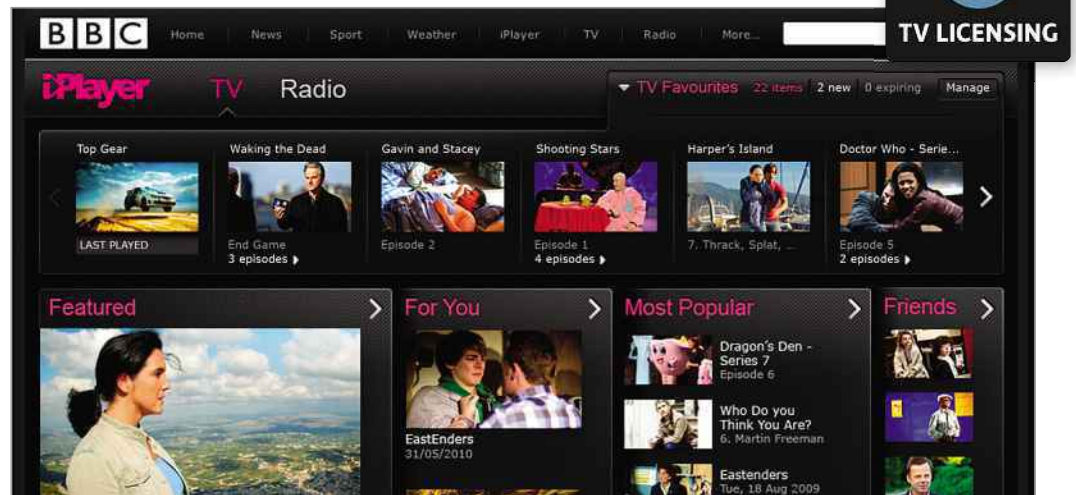 TV LICENSING
BBC
Home News Sport Weather iPlayer TV Radio More...
iPlayer TV Radio
TV Favourites 22 items 2 new 0 expiring Manage
Top Gear
LAST PLAYED
Waking the Dead
End Game
3 episodes
Gavin and Stacey
Episode 2
Shooting Stars
Episode 1
4 episodes
Harper's Island
7. Thrack, Splat, ...
Doctor Who - Serie...
Episode 5
2 episodes
Featured
For You
EastEnders
31/05/2010
Most Popular
Dragon's Den -
Series 7
Episode 6
Who Do you
Think You Are?
6. Martin Freeman
Eastenders
Tue, 18 Aug 2009
Friends